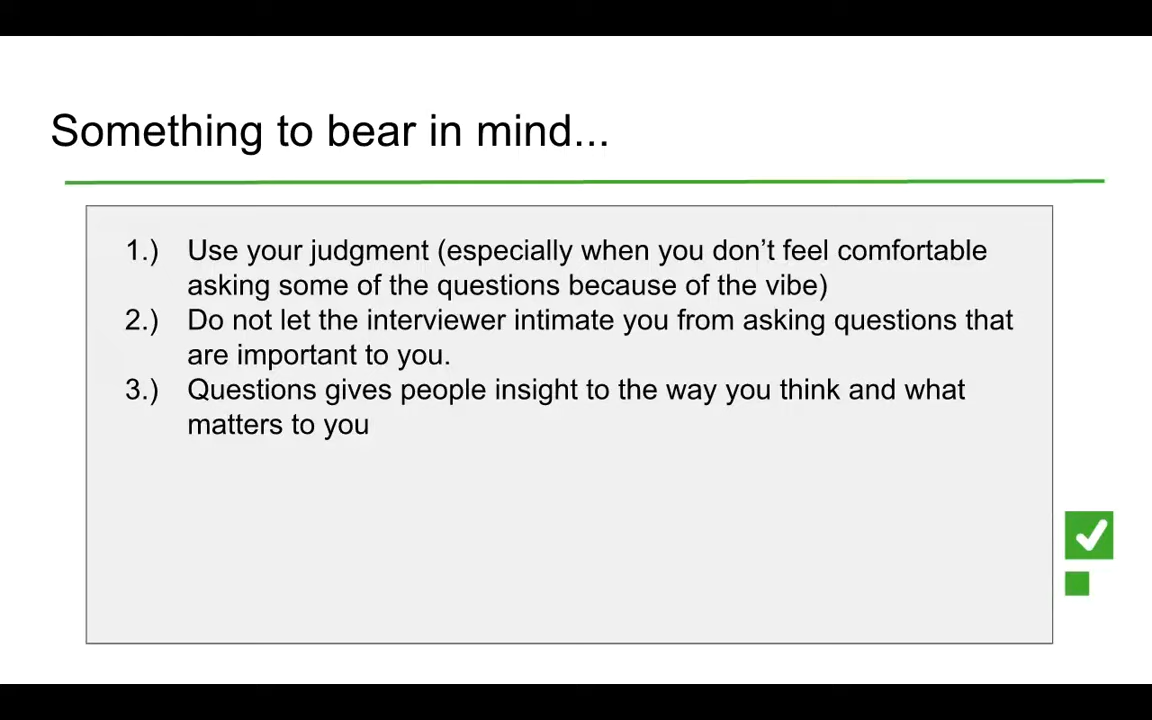 Something to bear in mind...
1.) Use your judgment (especially when you don’t feel comfortable
asking some of the questions because of the vibe)
2.) Do not let the interviewer intimate you from asking questions that
are important to you.
3.) Questions gives people insight to the way you think and what
matters to you